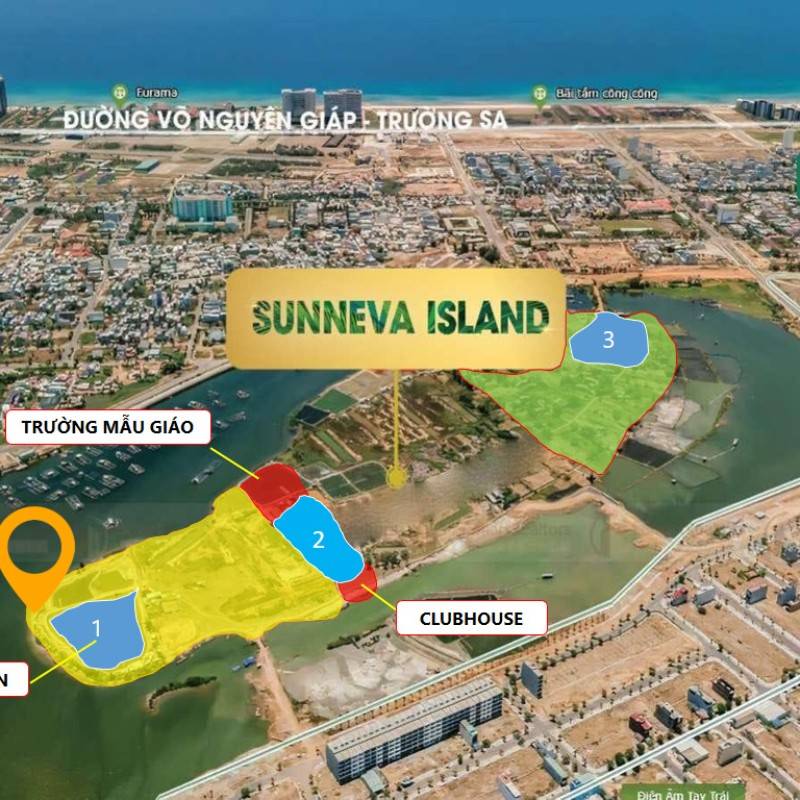 Furama
Bãi tắm công cộng
ĐƯỜNG VÕ NGUYÊN GIÁP - TRƯỜNG SA
SUNNEVA ISLAND
3
TRƯỜNG MẪU GIÁO
2
CLUBHOUSE
1
N
Điện Âm Tay Trái